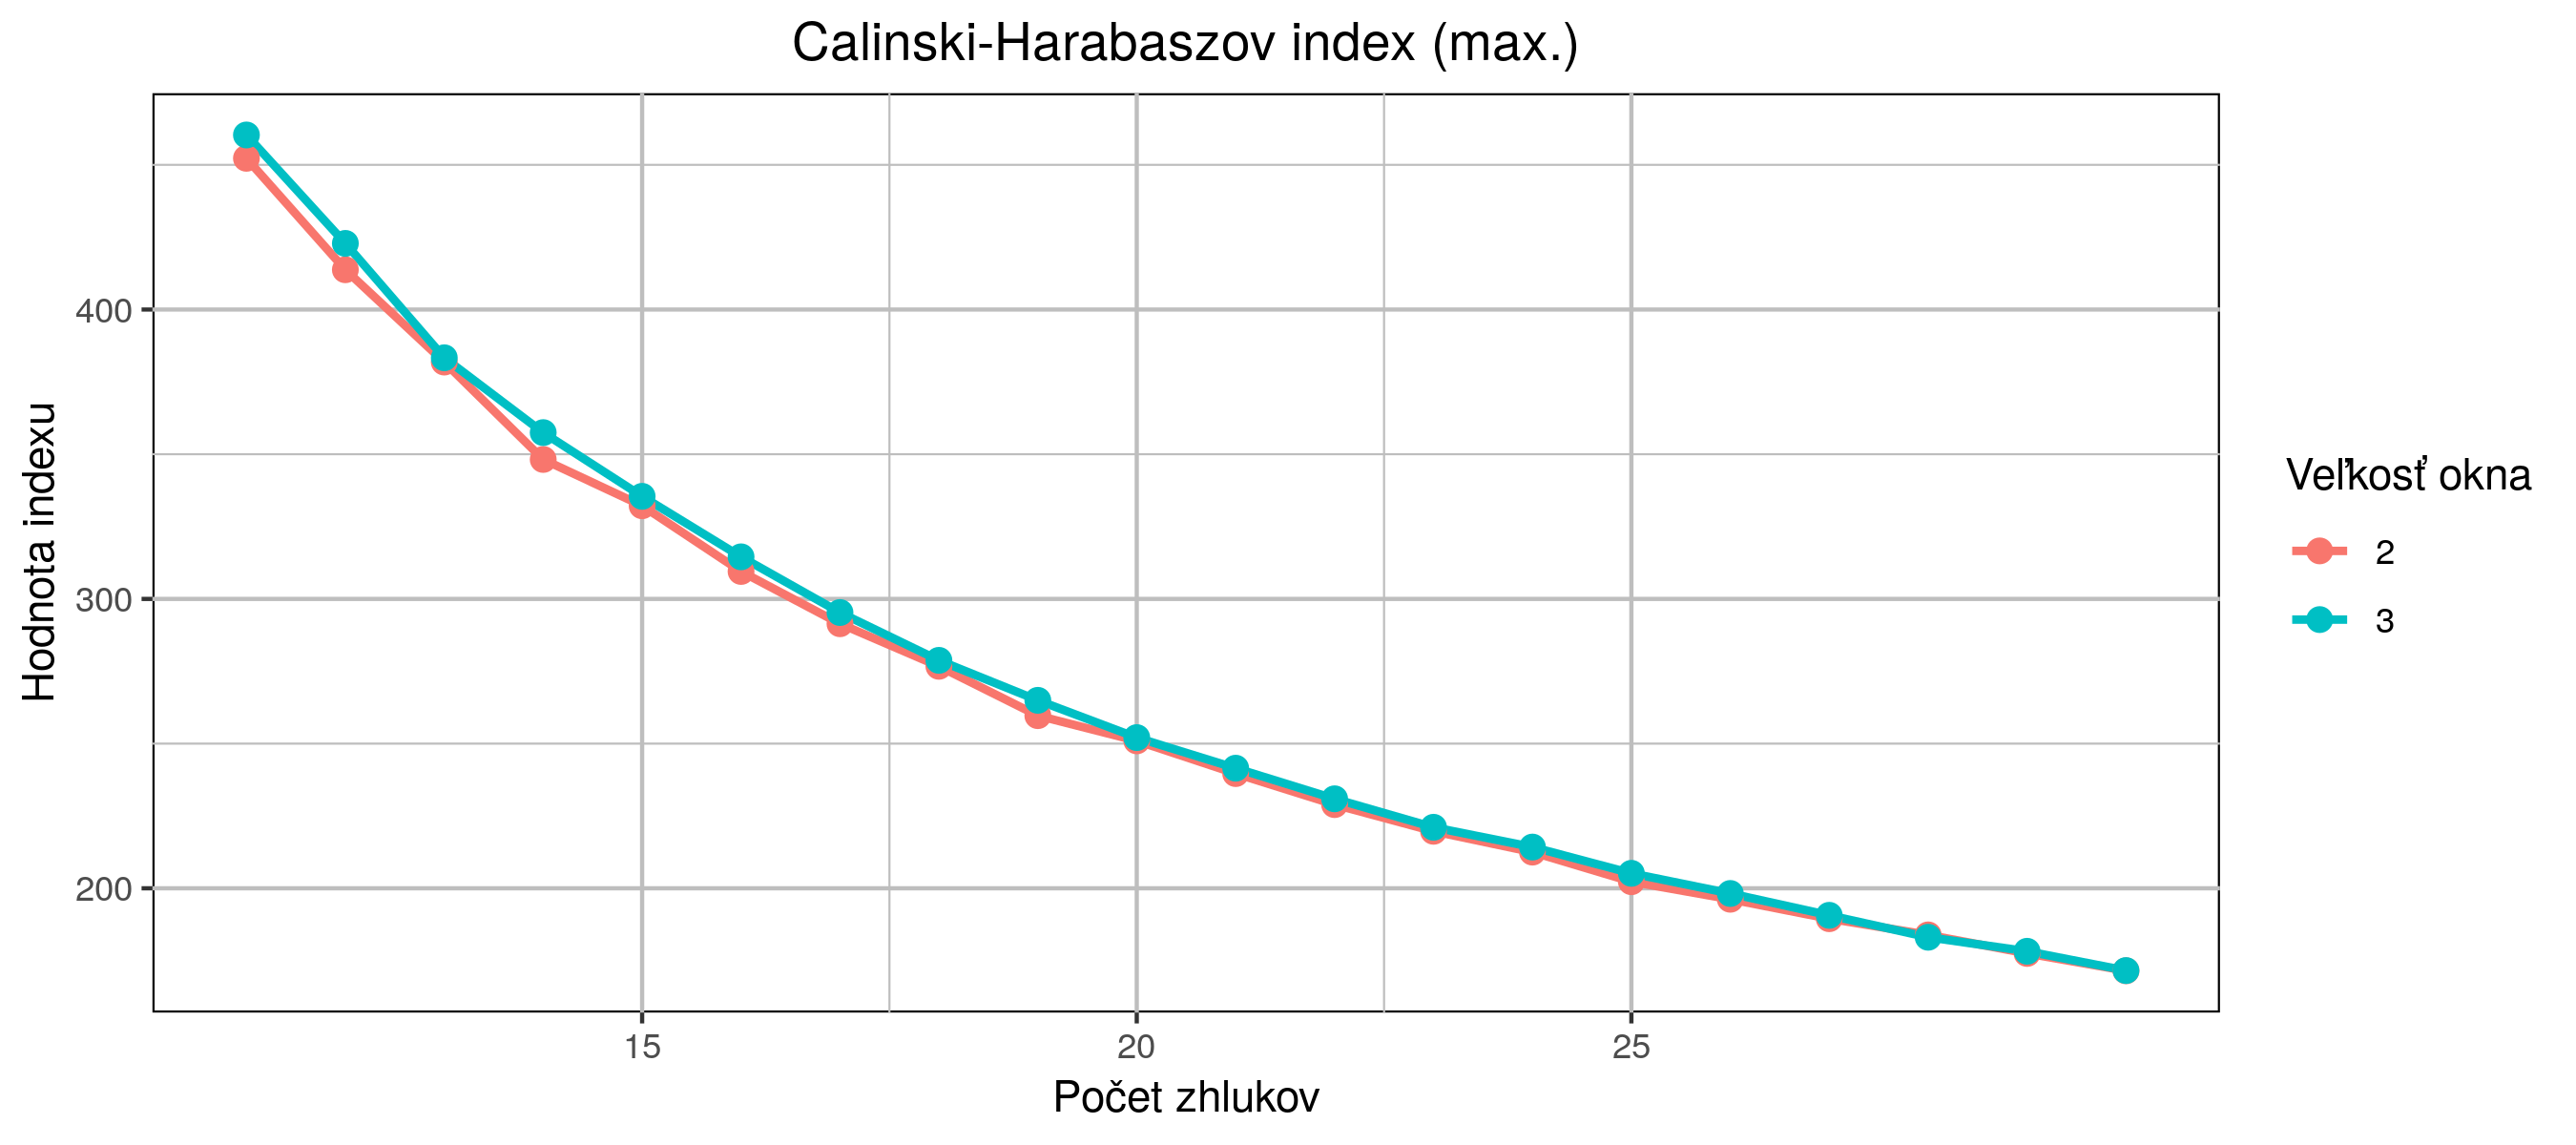 Calinski-Harabaszov index (max.)
Hodnota indexu
400
300
200
15
20
25
Počet zhlukov
Veľkosť okna
2
3